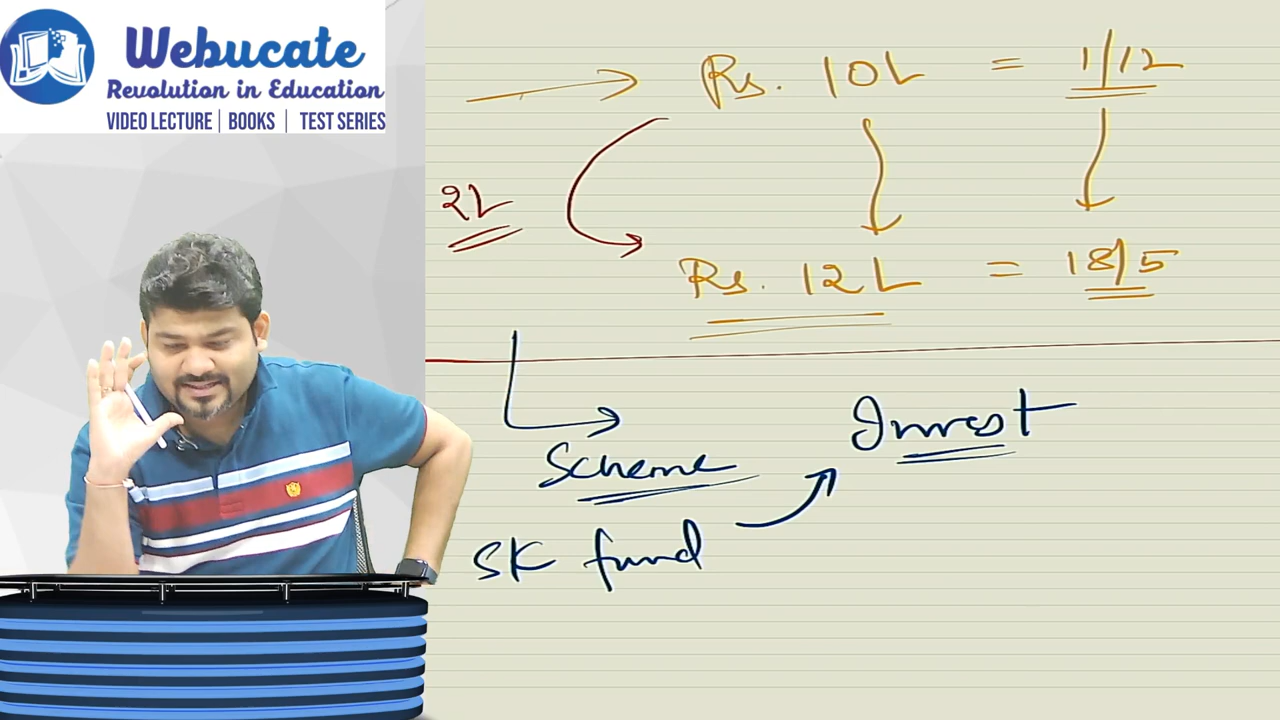 Webucate
Revolution in Education
VIDEO LECTURE | BOOKS | TEST SERIES
Rs. 10L = 1/12
2L
Rs. 12L = 18/5
Scheme
Invest
SK fund